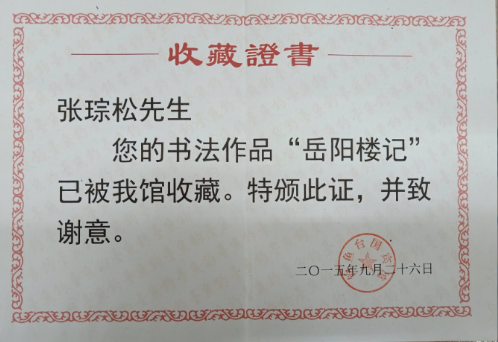 收藏證書
张琮松先生
您的书法作品“岳阳楼记”
已被我馆收藏。特颁此证，并致
谢意。
二〇一五年九月二十六日